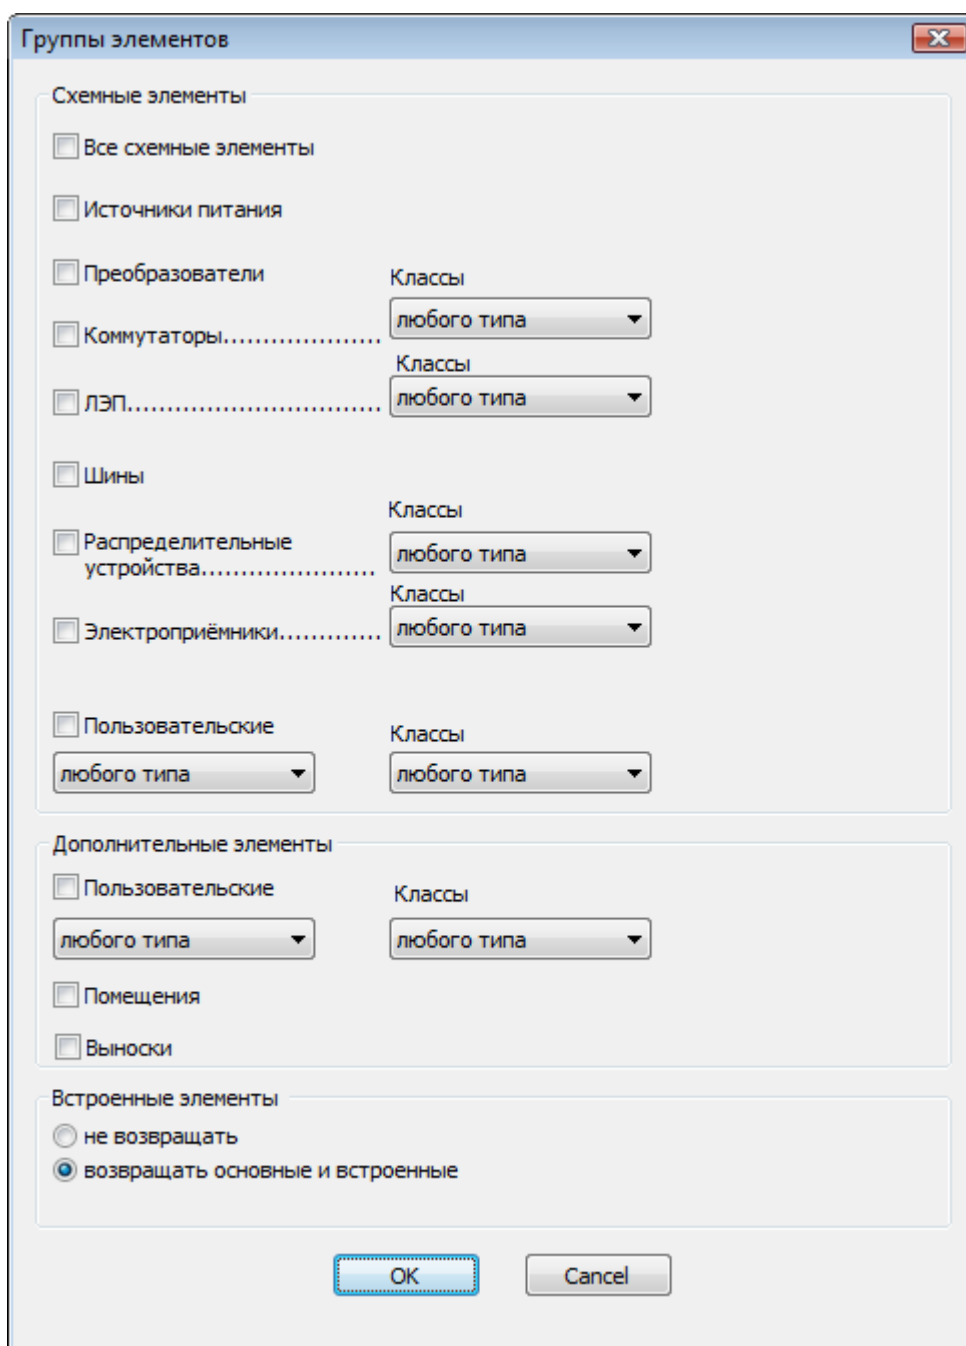 Группы элементов
Схемные элементы
Все схемные элементы
Источники питания
Преобразователи
Классы
Коммутаторы....................
любого типа
Классы
ЛЭП................................
любого типа
Шины
Классы
Распределительные
устройства......................
любого типа
Классы
Электроприёмники.............
любого типа
Пользовательские
Классы
любого типа
любого типа
Дополнительные элементы
Пользовательские
Классы
любого типа
любого типа
Помещения
Выноски
Встроенные элементы
не возвращать
возвращать основные и встроенные
OK
Cancel